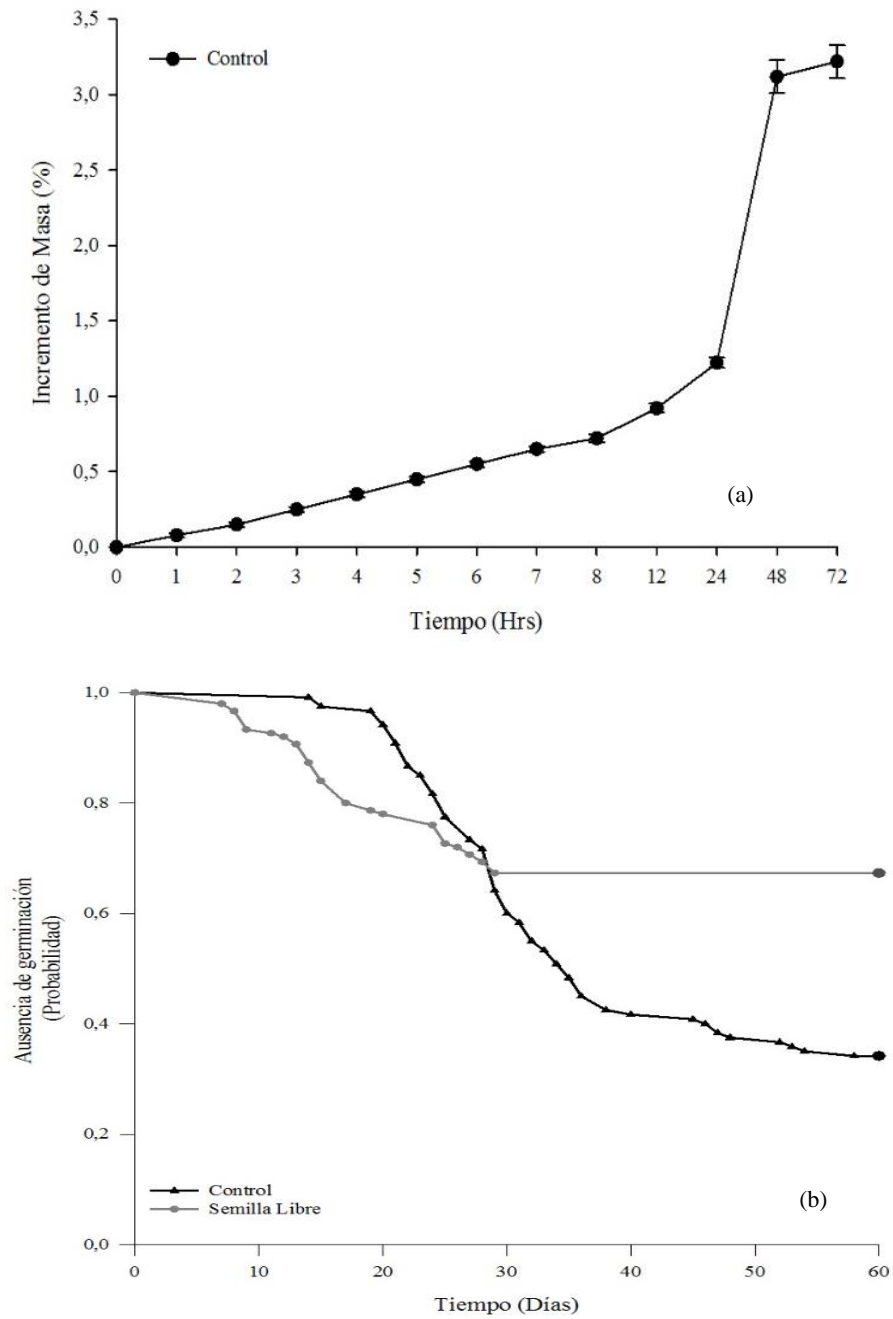 3,5
Control
3,0
2,5
2,0
1,5
1,0
0,5
0,0
Incremento de Masa (%)
(a)
0 1 2 3 4 5 6 7 8 12 24 48 72
Tiempo (Hrs)
1,0
0,8
0,6
0,4
0,2
0,0
Ausencia de germinación
(Probabilidad)
Control
Semilla Libre
(b)
0 10 20 30 40 50 60
Tiempo (Días)